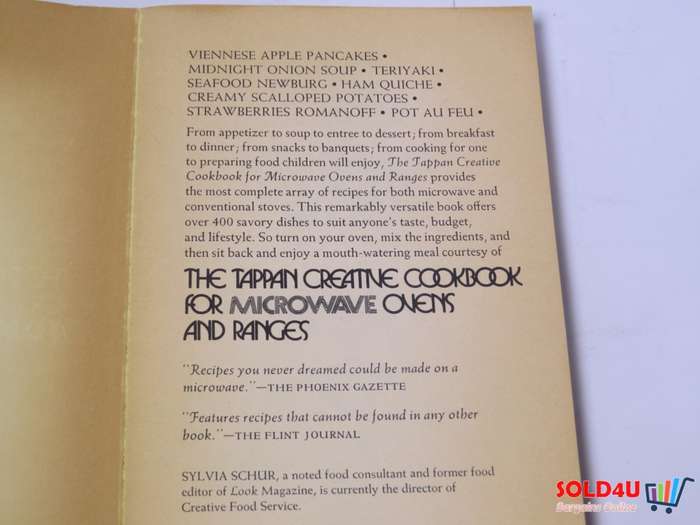 VIENNESE APPLE PANCAKES •
MIDNIGHT ONION SOUP • TERIYAKI •
SEAFOOD NEWBURG • HAM QUICHE •
CREAMY SCALLOPED POTATOES •
STRAWBERRIES ROMANOFF • POT AU FEU •
From appetizer to soup to entree to dessert; from breakfast
to dinner; from snacks to banquets; from cooking for one
to preparing food children will enjoy, The Tappan Creative
Cookbook for Microwave Ovens and Ranges provides
the most complete array of recipes for both microwave and
conventional stoves. This remarkably versatile book offers
over 400 savory dishes to suit anyone's taste, budget,
and lifestyle. So turn on your oven, mix the ingredients, and
then sit back and enjoy a mouth-watering meal courtesy of
THE TAPPAN CREATIVE COOKBOOK
FOR MICROWAVE OVENS
AND RANGES
"Recipes you never dreamed could be made on a
microwave."—THE PHOENIX GAZETTE
"Features recipes that cannot be found in any other
book."—THE FLINT JOURNAL
SYLVIA SCHUR, a noted food consultant and former food
editor of Look Magazine, is currently the director of
Creative Food Service.
SOLD4U
Bargains Online